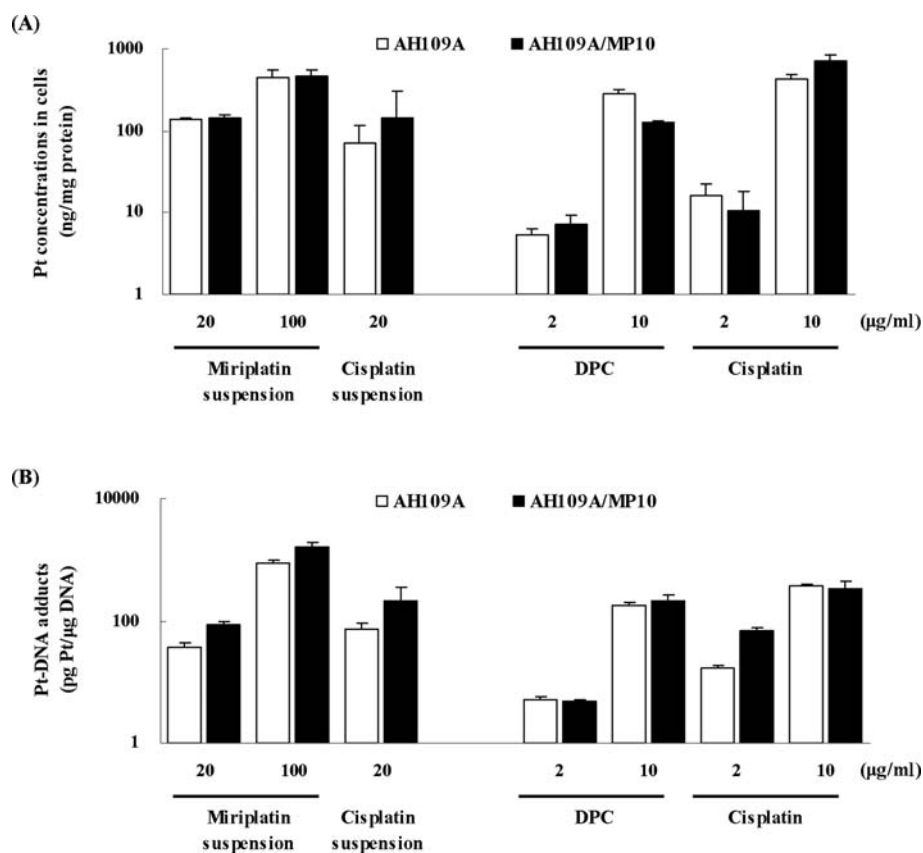 (A)
AH109A AH109A/MP10
Pt concentrations in cells
(ng/mg protein)
1000
100
10
1
20 100 20 2 10 2 10 (μg/ml)
Miriplatin suspension
Cisplatin suspension
DPC
Cisplatin
(B)
AH109A AH109A/MP10
Pt-DNA adducts
(pg Pt/μg DNA)
10000
100
1
20 100 20 2 10 2 10 (μg/ml)
Miriplatin suspension
Cisplatin suspension
DPC
Cisplatin